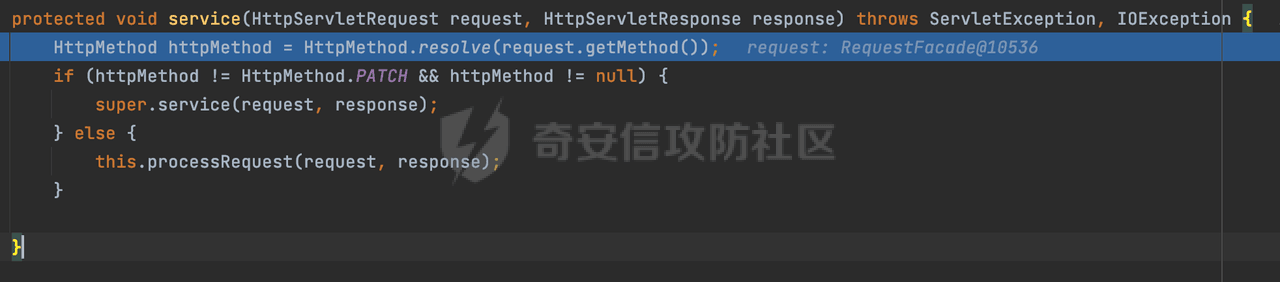 protected void service(HttpServletRequest request, HttpServletResponse response) throws ServletException, IOException {
    HttpMethod httpMethod = HttpMethod.resolve(request.getMethod());   request: RequestFacade@10536
    if (httpMethod != HttpMethod.PATCH && httpMethod != null) {
        super.service(request, response);
    } else {
        this.processRequest(request, response);
    }
}
奇安信攻防社区